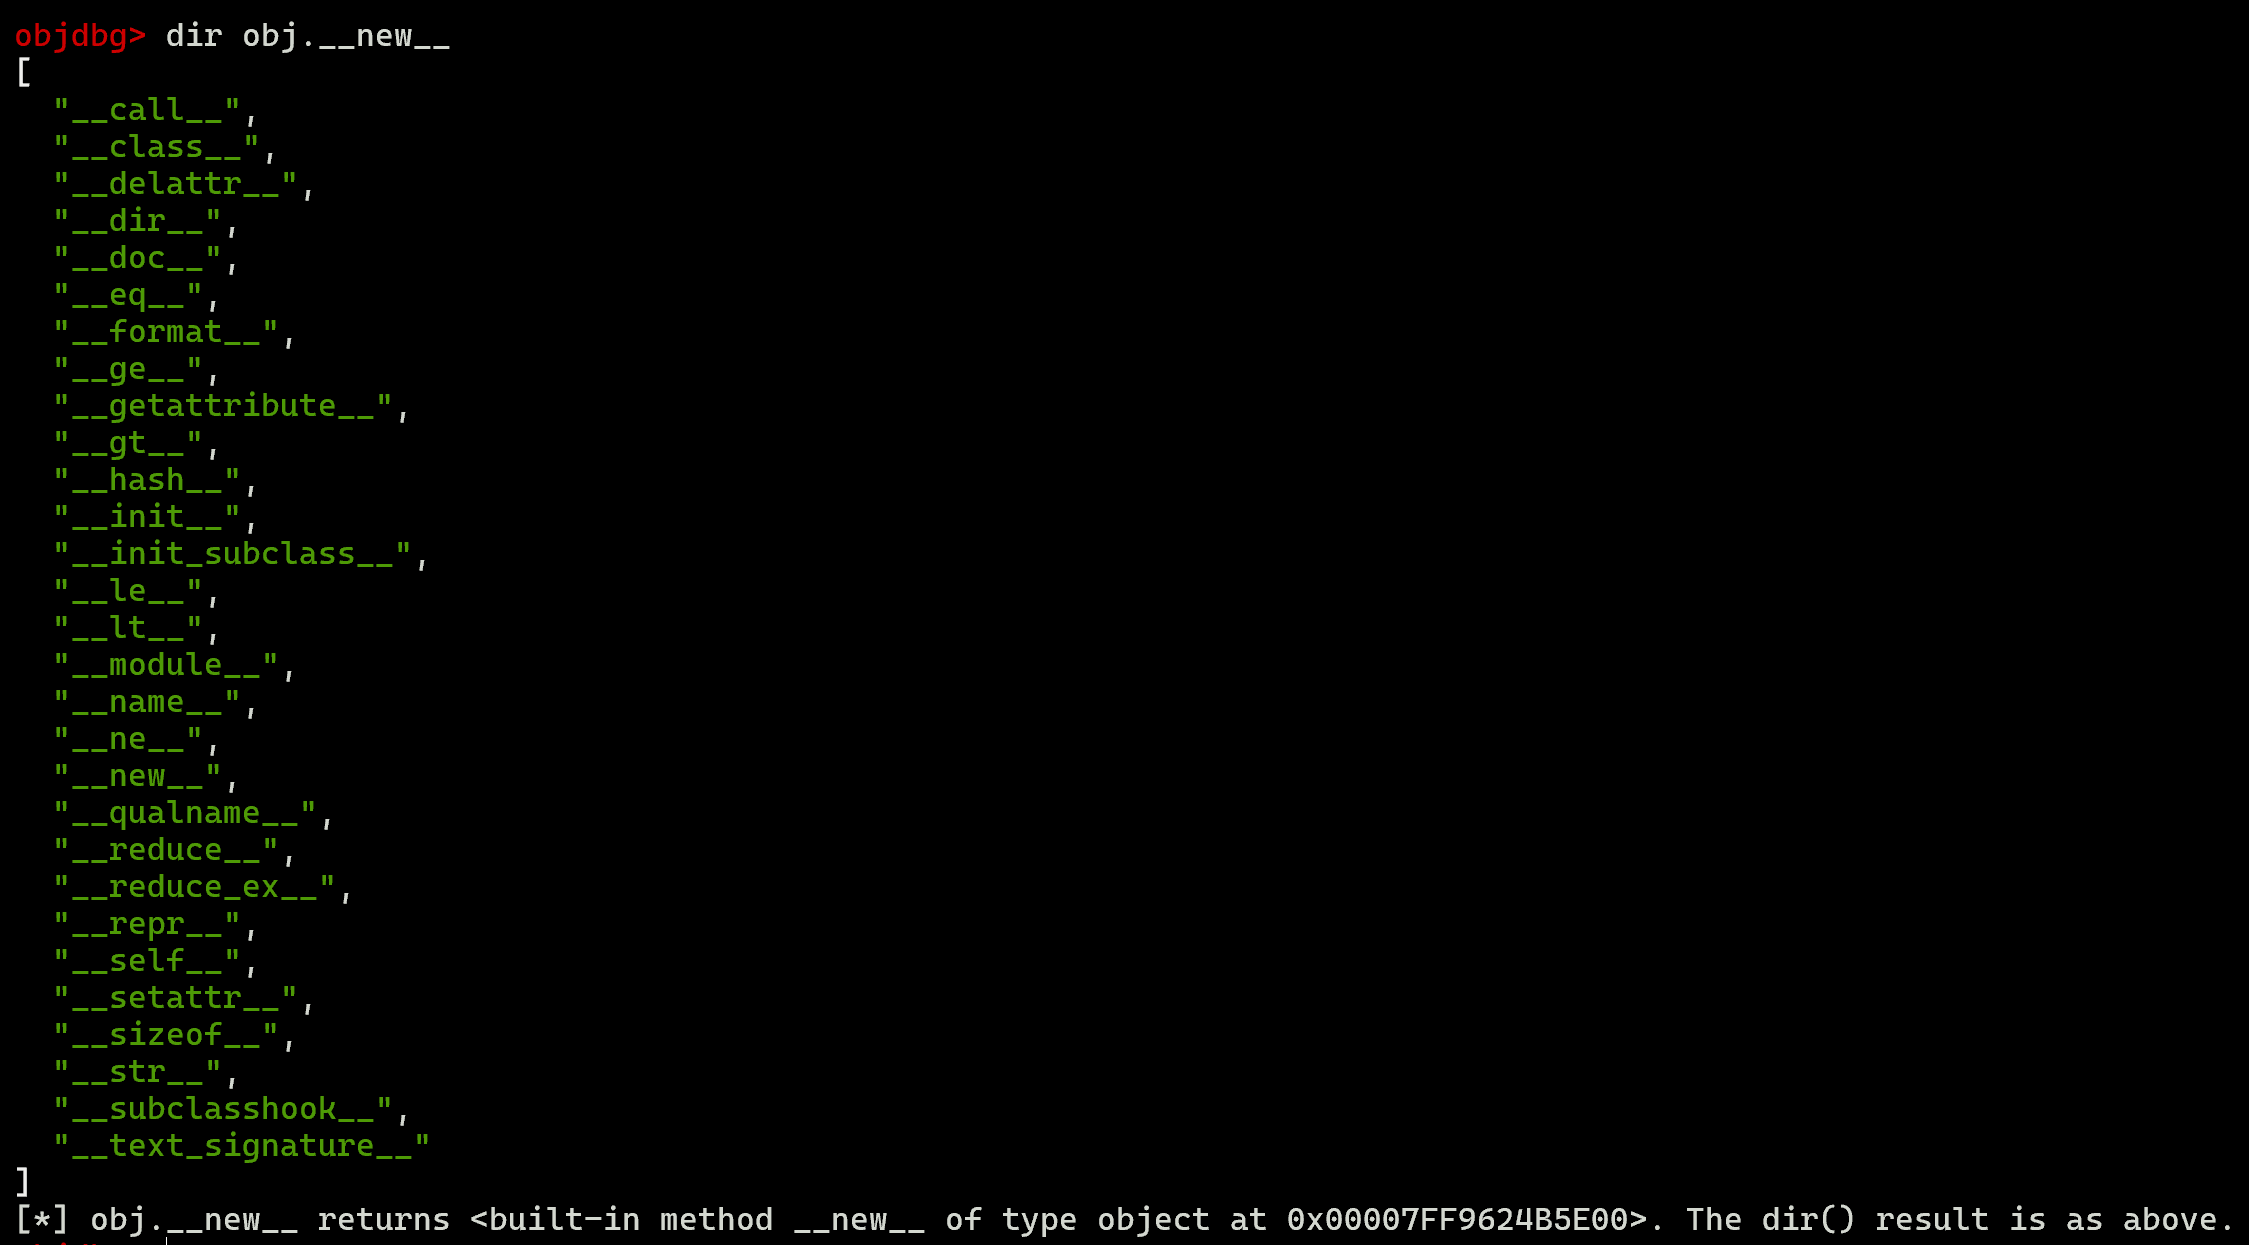 objdbg> dir obj.__new__
[
  "__call__",
  "__class__",
  "__delattr__",
  "__dir__",
  "__doc__",
  "__eq__",
  "__format__",
  "__ge__",
  "__getattribute__",
  "__gt__",
  "__hash__",
  "__init__",
  "__init_subclass__",
  "__le__",
  "__lt__",
  "__module__",
  "__name__",
  "__ne__",
  "__new__",
  "__qualname__",
  "__reduce__",
  "__reduce_ex__",
  "__repr__",
  "__self__",
  "__setattr__",
  "__sizeof__",
  "__str__",
  "__subclasshook__",
  "__text_signature__"
]
[*] obj.__new__ returns <built-in method __new__ of type object at 0x00007FF9624B5E00>. The dir() result is as above.